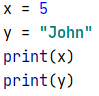 x = 5
y = "John"
print(x)
print(y)